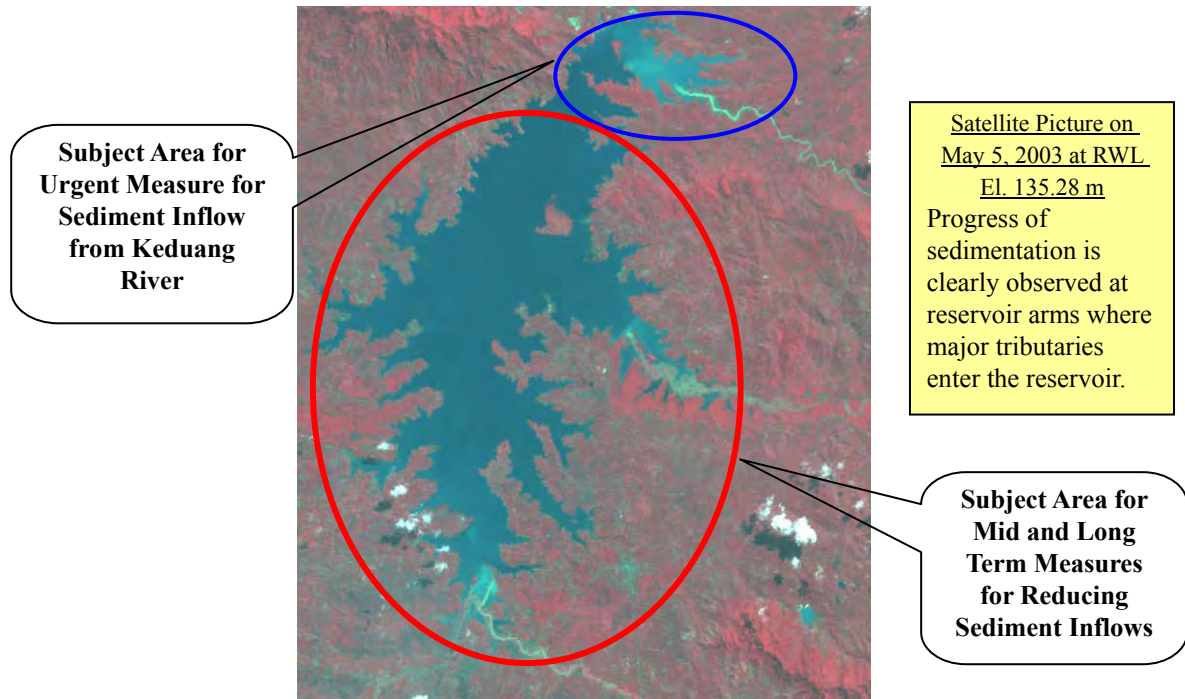 Subject Area for
Urgent Measure for
Sediment Inflow
from Keduang
River
Satellite Picture on
May 5, 2003 at RWL
El. 135.28 m
Progress of
sedimentation is
clearly observed at
reservoir arms where
major tributaries
enter the reservoir.
Subject Area for
Mid and Long
Term Measures
for Reducing
Sediment Inflows